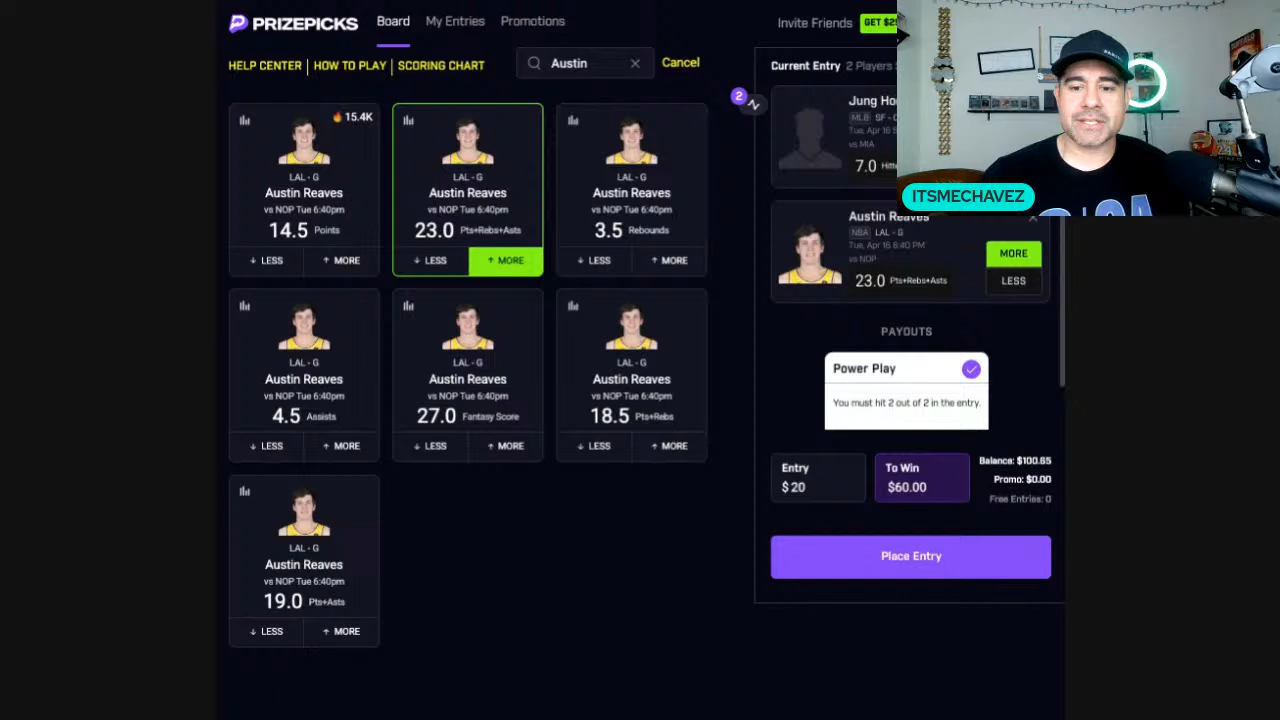 PRIZEPICKS
Board
My Entries
Promotions
Invite Friends
HELP CENTER | HOW TO PLAY | SCORING CHART
Austin
Cancel
15.4K
LAL - G
Austin Reaves
vs NOP Tue 6:40pm
14.5 Points
LESS
MORE
LAL - G
Austin Reaves
vs NOP Tue 6:40pm
23.0 Pts+Rebs+Asts
LESS
MORE
LAL - G
Austin Reaves
vs NOP Tue 6:40pm
3.5 Rebounds
LESS
MORE
LAL - G
Austin Reaves
vs NOP Tue 6:40pm
4.5 Assists
LESS
MORE
LAL - G
Austin Reaves
vs NOP Tue 6:40pm
27.0 Fantasy Score
LESS
MORE
LAL - G
Austin Reaves
vs NOP Tue 6:40pm
18.5 Pts+Rebs
LESS
MORE
LAL - G
Austin Reaves
vs NOP Tue 6:40pm
19.0 Pts+Asts
LESS
MORE
2
Current Entry 2 Players
Jung
MLB SF -
Tue, Apr 16
vs MIA
7.0
Austin Reaves
NBA LAL - G
Tue, Apr 16 6:40 PM
vs NOP
23.0 Pts+Rebs+Asts
MORE
LESS
PAYOUTS
Power Play
You must hit 2 out of 2 in the entry.
Entry
$ 20
To Win
$60.00
Balance: $100.65
Promo: $0.00
Free Entries: 0
Place Entry
ITSMECHAVEZ